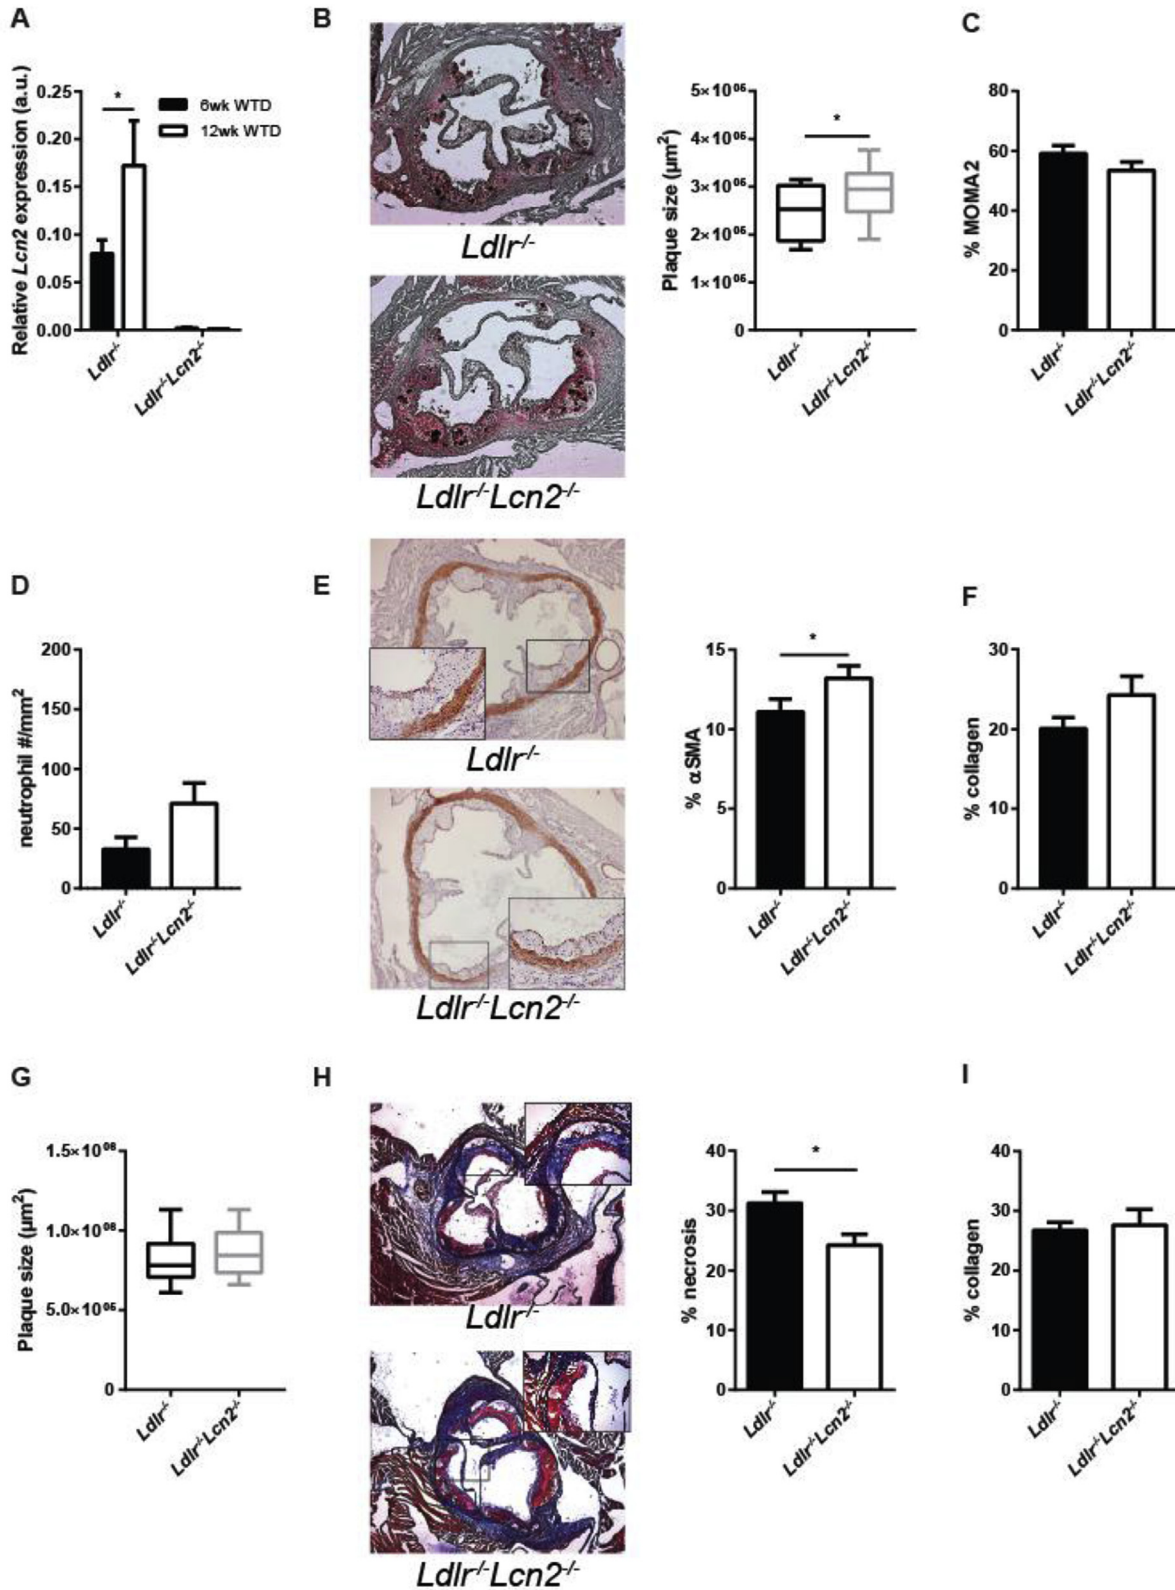 A
Relative Lcn2 expression (a.u.)
0.25
0.20
0.15
0.10
0.05
0.00
*
6wk WTD
12wk WTD
Ldlr-/-
Ldlr-/-Lcn2-/-
B
Ldlr-/-
Ldlr-/-Lcn2-/-
Plaque size (µm²)
5×10⁰⁶
4×10⁰⁶
3×10⁰⁶
2×10⁰⁶
1×10⁰⁶
0
*
Ldlr-/-
Ldlr-/-Lcn2-/-
C
% MOMA2
80
60
40
20
0
Ldlr-/-
Ldlr-/-Lcn2-/-
D
neutrophil #/mm²
200
150
100
50
0
Ldlr-/-
Ldlr-/-Lcn2-/-
E
Ldlr-/-
Ldlr-/-Lcn2-/-
% αSMA
15
10
5
0
*
Ldlr-/-
Ldlr-/-Lcn2-/-
F
% collagen
30
20
10
0
Ldlr-/-
Ldlr-/-Lcn2-/-
G
Plaque size (µm²)
1.5×10⁰⁶
1.0×10⁰⁶
5.0×10⁰⁶
0
Ldlr-/-
Ldlr-/-Lcn2-/-
H
Ldlr-/-
Ldlr-/-Lcn2-/-
% necrosis
40
30
20
10
0
*
Ldlr-/-
Ldlr-/-Lcn2-/-
I
% collagen
40
30
20
10
0
Ldlr-/-
Ldlr-/-Lcn2-/-